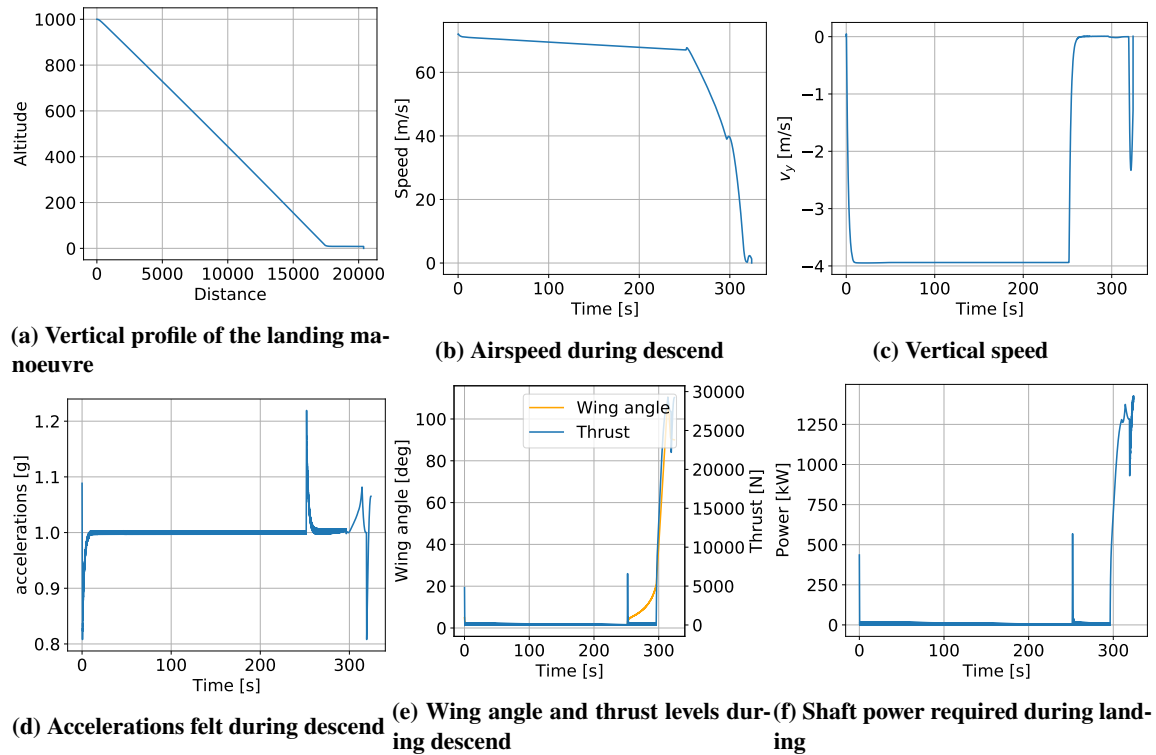 1000
800
600
400
200
0
Altitude
0 5000 10000 15000 20000
Distance
(a) Vertical profile of the landing ma-
noeuvre
60
40
20
0
Speed [m/s]
0 100 200 300
Time [s]
(b) Airspeed during descend
0
−1
−2
−3
−4
v_y [m/s]
0 100 200 300
Time [s]
(c) Vertical speed
1.2
1.1
1.0
0.9
0.8
accelerations [g]
0 100 200 300
Time [s]
(d) Accelerations felt during descend
100
80
60
40
20
0
Wing angle [deg]
Wing angle
Thrust
30000
25000
20000
15000
10000
5000
0
Thrust [N]
0 100 200 300
Time [s]
(e) Wing angle and thrust levels dur-
ing descend
1250
1000
750
500
250
0
Power [kW]
0 100 200 300
Time [s]
(f) Shaft power required during land-
ing